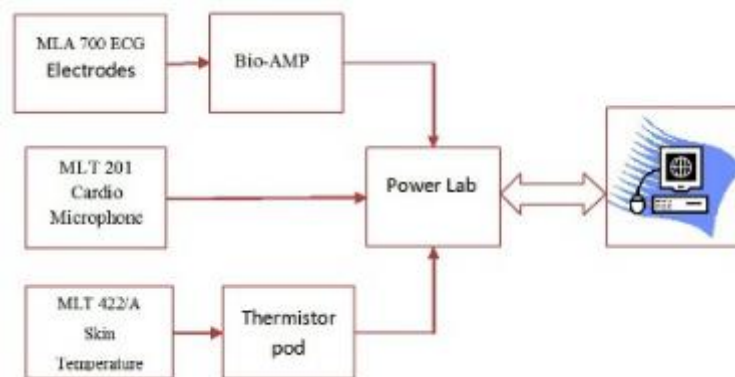 MLA 700 ECG
Electrodes
Bio-AMP
MLT 201
Cardio
Microphone
Power Lab
MLT 422/A
Skin
Temperature
Thermistor
pod